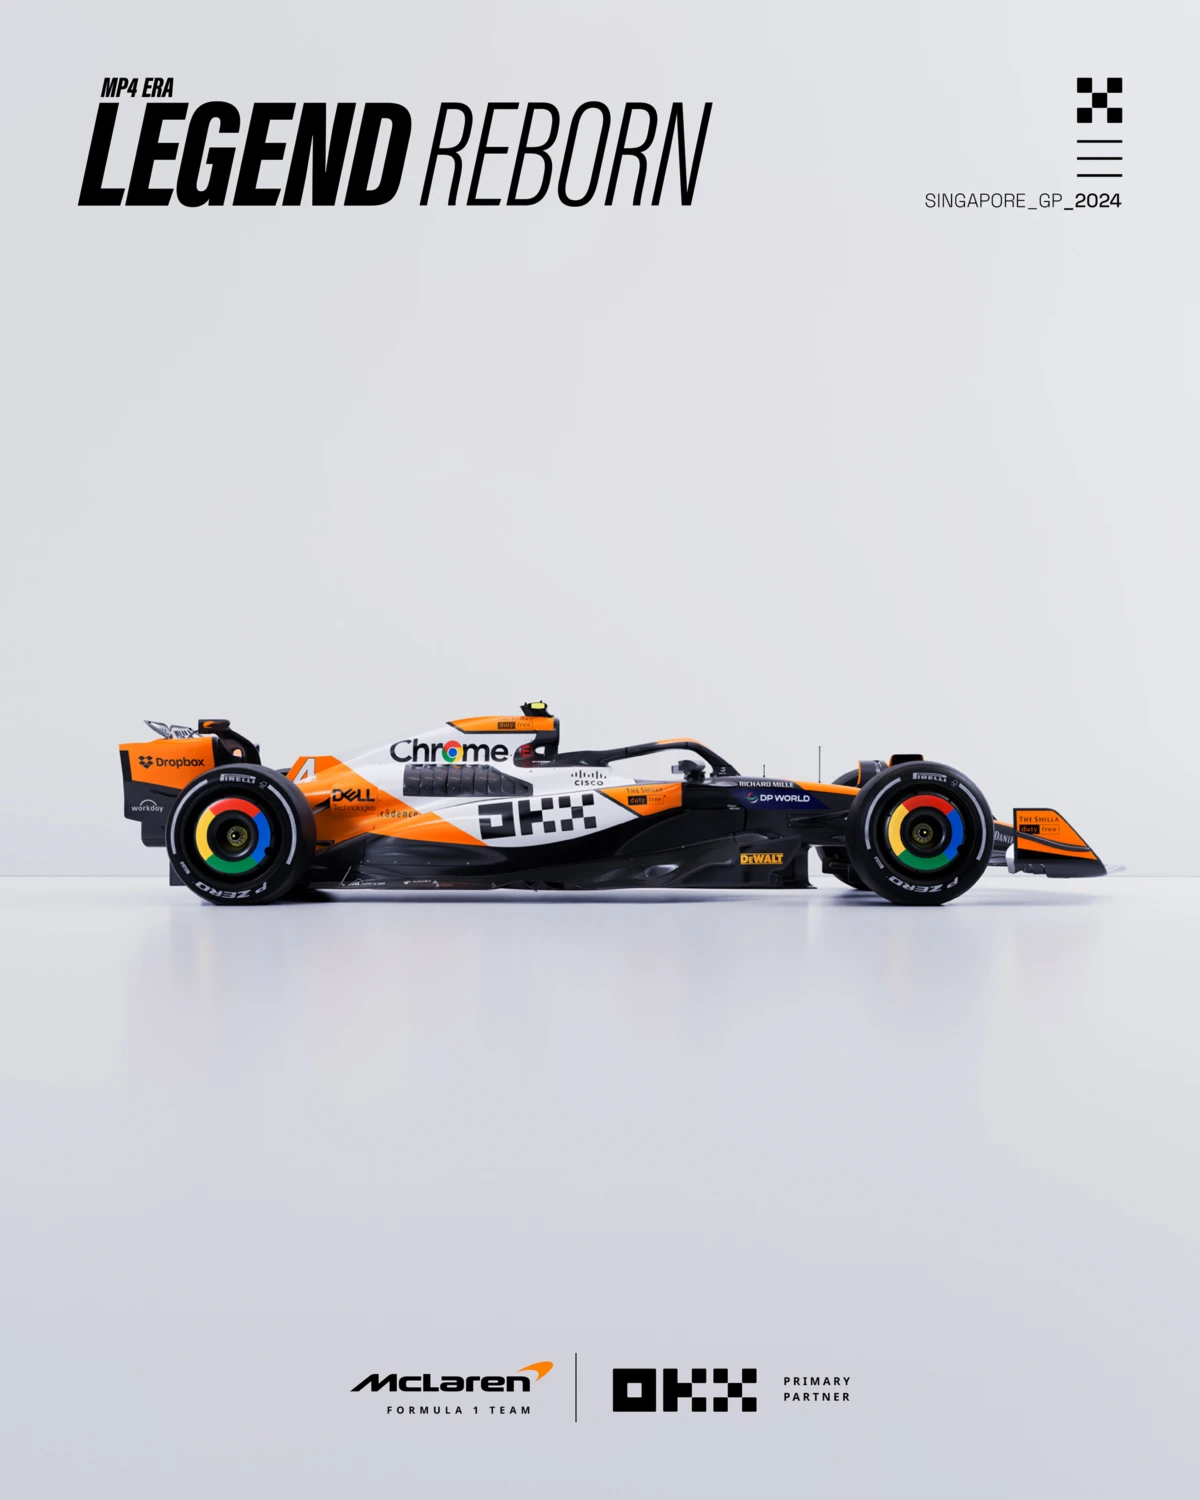 MP4 ERA
LEGEND REBORN
SINGAPORE_GP_2024
Chrome
Dropbox
workday
4
DELL
Technologies
cādence
OKX
CISCO
THE SHILLA
duty free
RICHARD MILLE
DP WORLD
DEWALT
THE SHILLA
duty free
PIRELLI
P ZERO
PIRELLI
P ZERO
McLaren
FORMULA 1 TEAM
OKX
PRIMARY
PARTNER